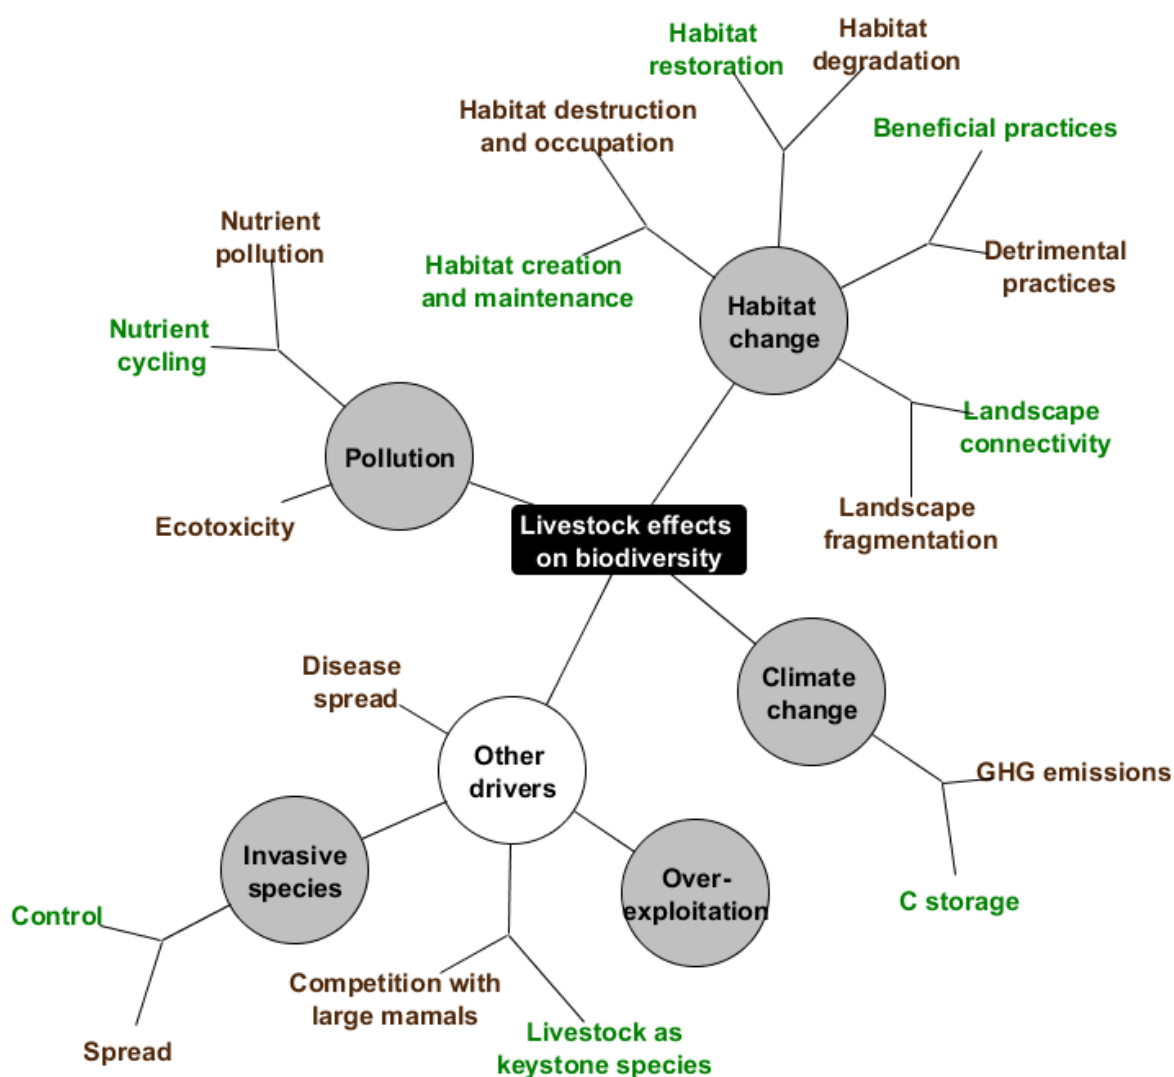 Habitat
restoration
Habitat
degradation
Habitat destruction
and occupation
Beneficial practices
Nutrient
pollution
Habitat creation
and maintenance
Detrimental
practices
Habitat
change
Nutrient
cycling
Landscape
connectivity
Pollution
Landscape
fragmentation
Ecotoxicity
Livestock effects
on biodiversity
Disease
spread
Climate
change
Other
drivers
GHG emissions
Invasive
species
Over-
exploitation
C storage
Control
Competition with
large mamals
Livestock as
keystone species
Spread